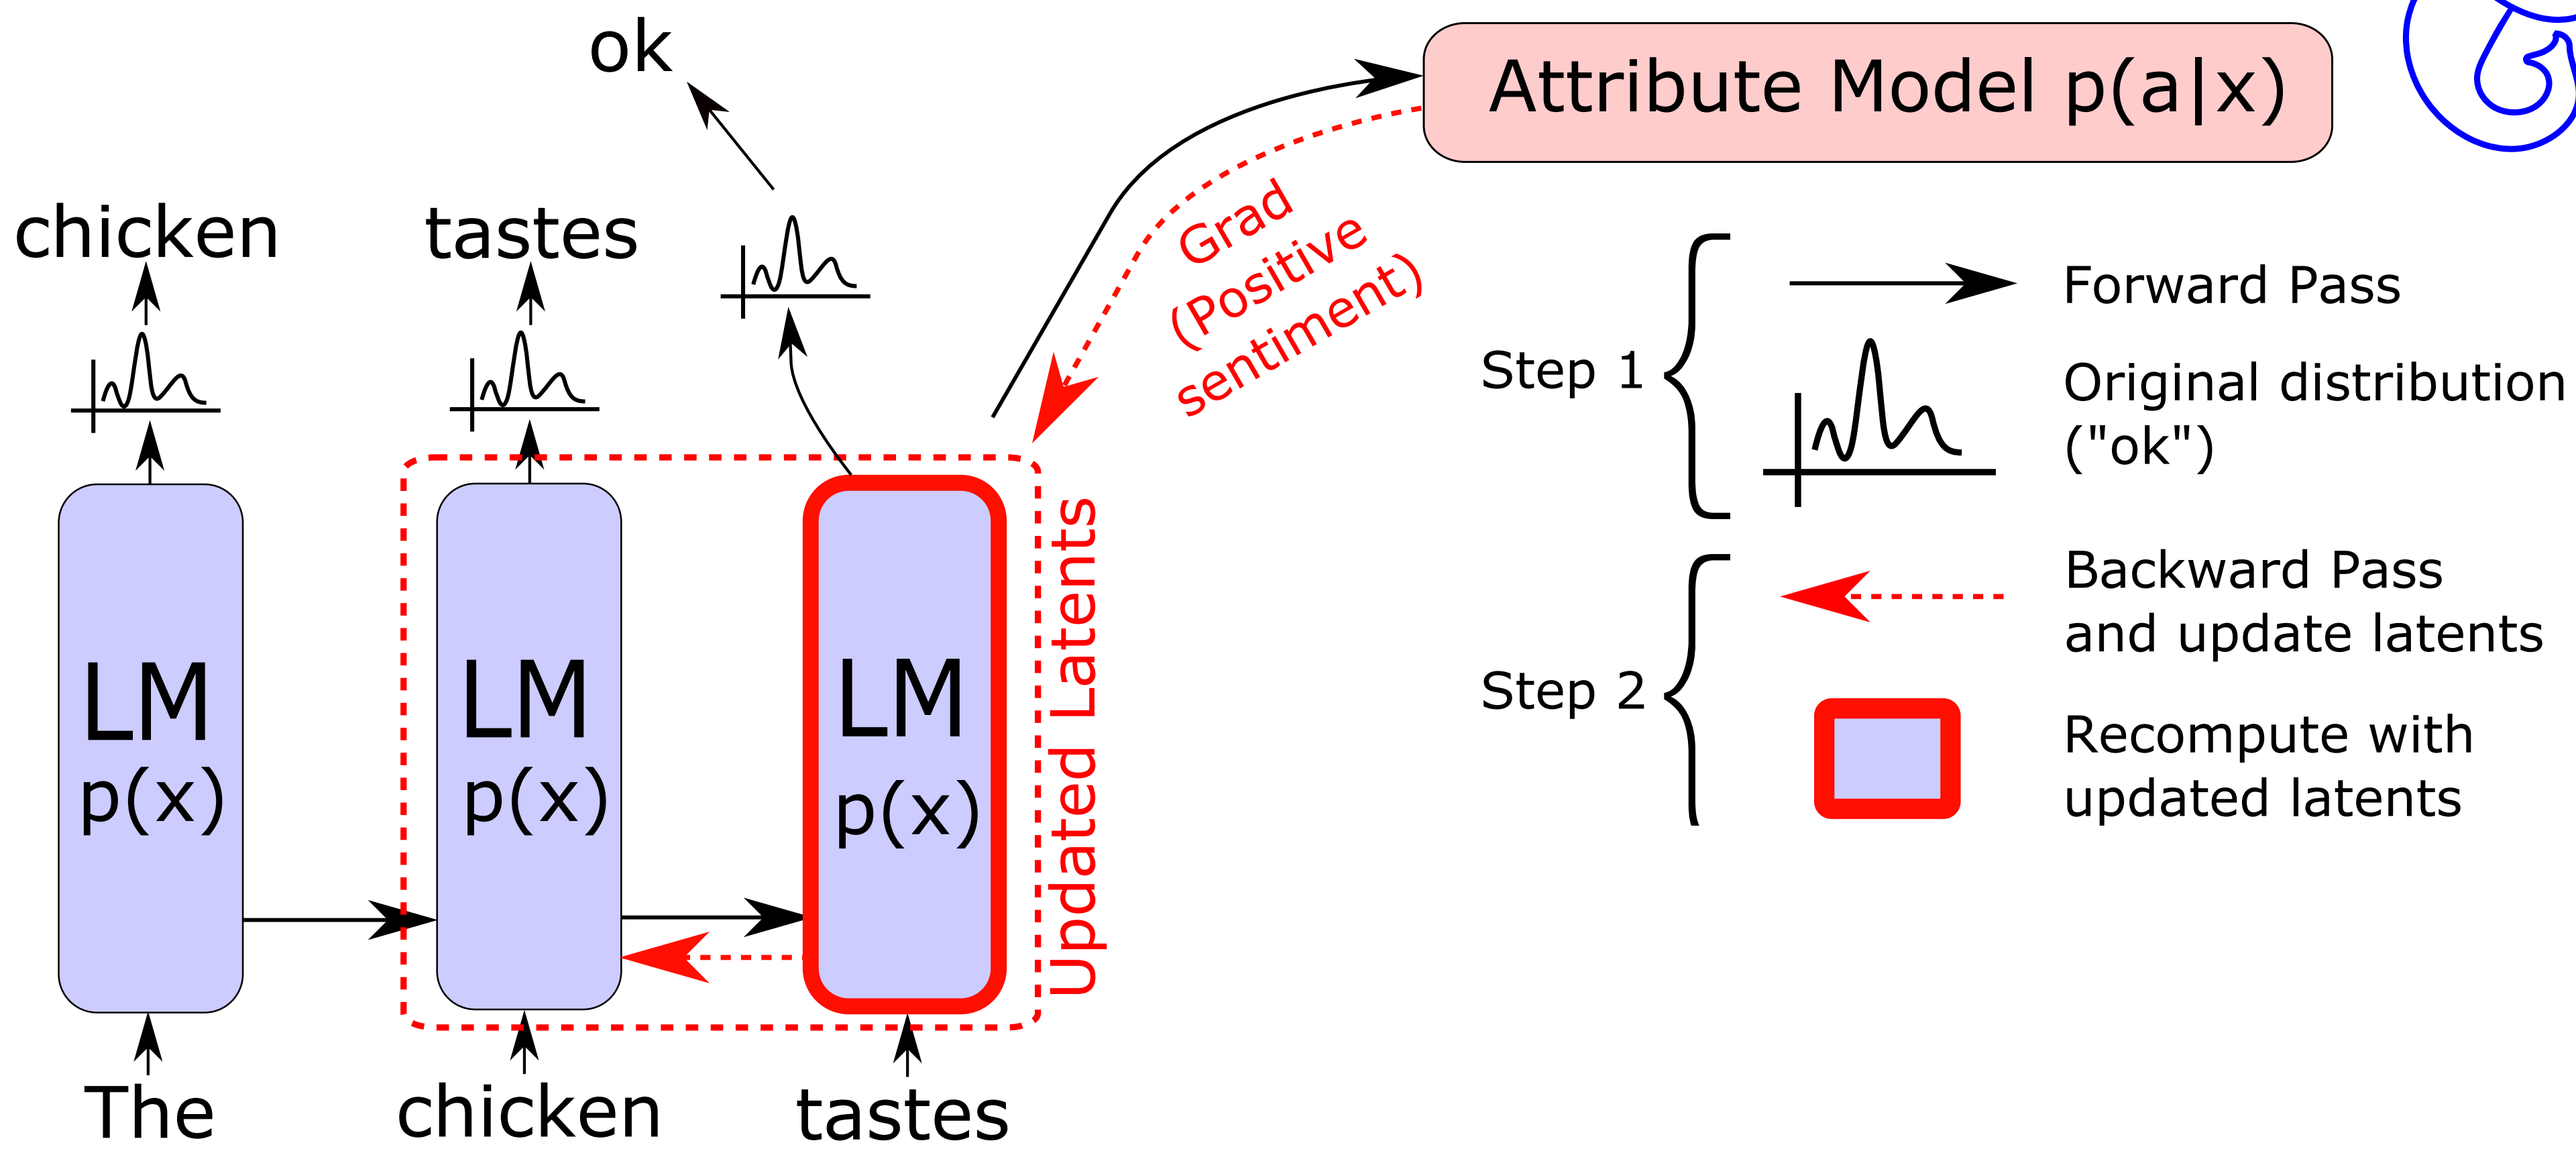 ok
Attribute Model p(a|x)
chicken
tastes
Grad
(Positive
sentiment)
Step 1
Forward Pass
Original distribution
("ok")
Step 2
Backward Pass
and update latents
Recompute with
updated latents
Updated Latents
LM
p(x)
LM
p(x)
LM
p(x)
The
chicken
tastes